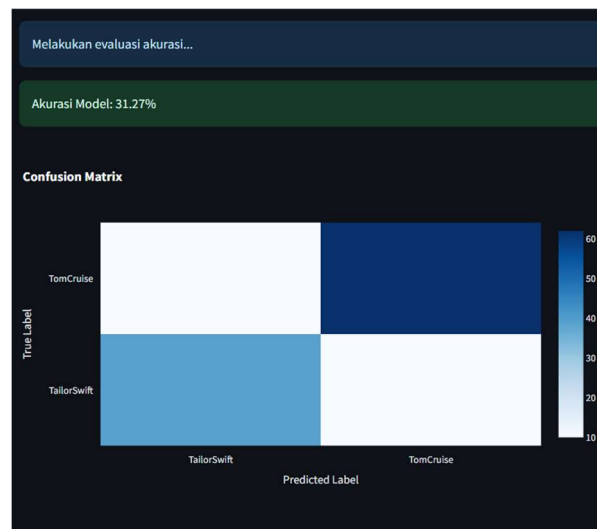 Melakukan evaluasi akurasi...
Akurasi Model: 31.27%
Confusion Matrix
True Label
TomCruise
TailorSwift
TailorSwift TomCruise
Predicted Label
60
50
40
30
20
10